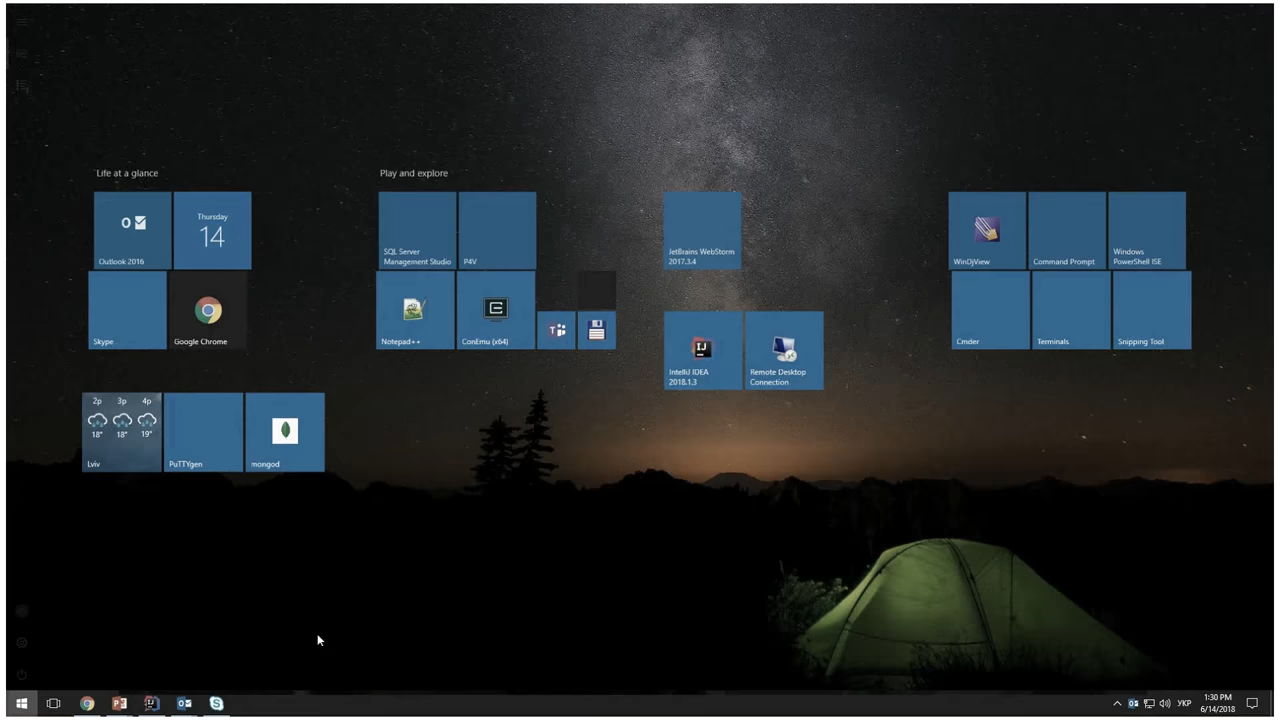 Life at a glance
Outlook 2016
Thursday
14
Skype
Google Chrome
2p 3p 4p
18° 18° 19°
Lviv
PuTTYgen
mongod
Play and explore
SQL Server
Management Studio
P4V
Notepad++
ConEmu (x64)
JetBrains WebStorm
2017.3.4
IntelliJ IDEA
2018.1.3
Remote Desktop
Connection
WinDjView
Command Prompt
Windows
PowerShell ISE
Cmder
Terminals
Snipping Tool
УКР
1:30 PM
6/14/2018